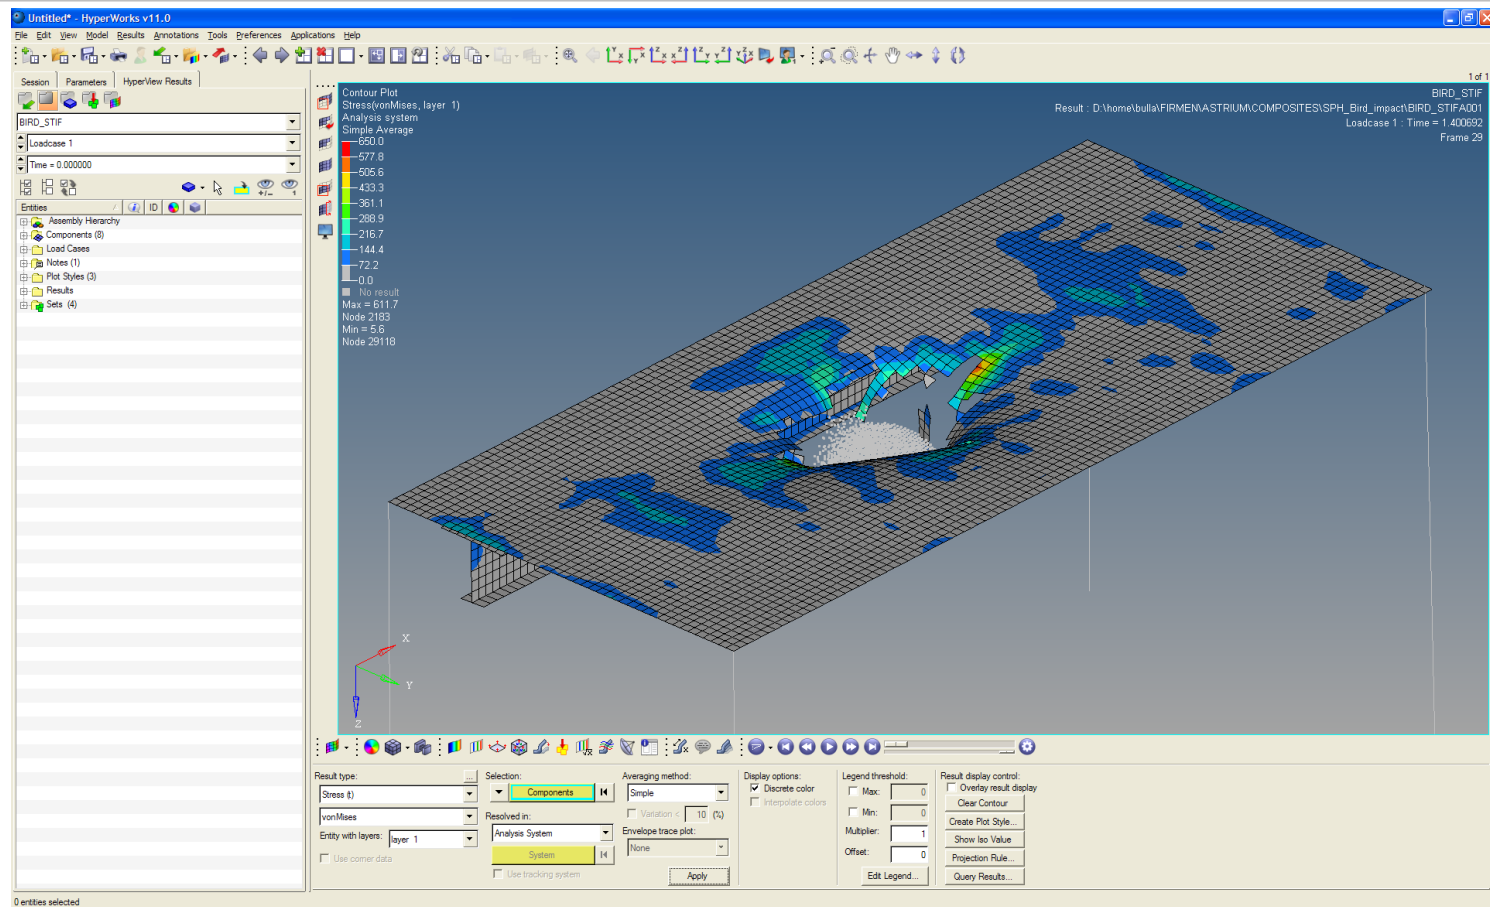 Untitled* - HyperWorks v11.0
File Edit View Model Results Annotations Tools Preferences Applications Help
Session Parameters HyperView Results
BIRD_STIF
Loadcase 1
Time = 0.000000
Entities ID
Assembly Hierarchy
Components (8)
Load Cases
Notes (1)
Plot Styles (3)
Results
Sets (4)
1 of 1
Contour Plot
Stress(vonMises, layer 1)
Analysis system
Simple Average
650.0
577.8
505.6
433.3
361.1
288.9
216.7
144.4
72.2
0.0
No result
Max = 611.7
Node 2183
Min = 5.6
Node 29118
BIRD_STIF
Result : D:\home\bulla\FIRMEN\ASTRIUM\COMPOSITES\SPH_Bird_impact\BIRD_STIFA001
Loadcase 1 : Time = 1.400692
Frame 29
X
Y
Z
Result type:
...
Stress (t)
vonMises
Entity with layers: layer 1
Use corner data
Selection:
Components
Resolved in:
Analysis System
System
Use tracking system
Averaging method:
Simple
Variation < 10 (%)
Envelope trace plot:
None
Apply
Display options:
Discrete color
Interpolate colors
Legend threshold:
Max: 0
Min: 0
Multiplier: 1
Offset: 0
Edit Legend...
Result display control:
Overlay result display
Clear Contour
Create Plot Style...
Show Iso Value
Projection Rule...
Query Results...
0 entities selected